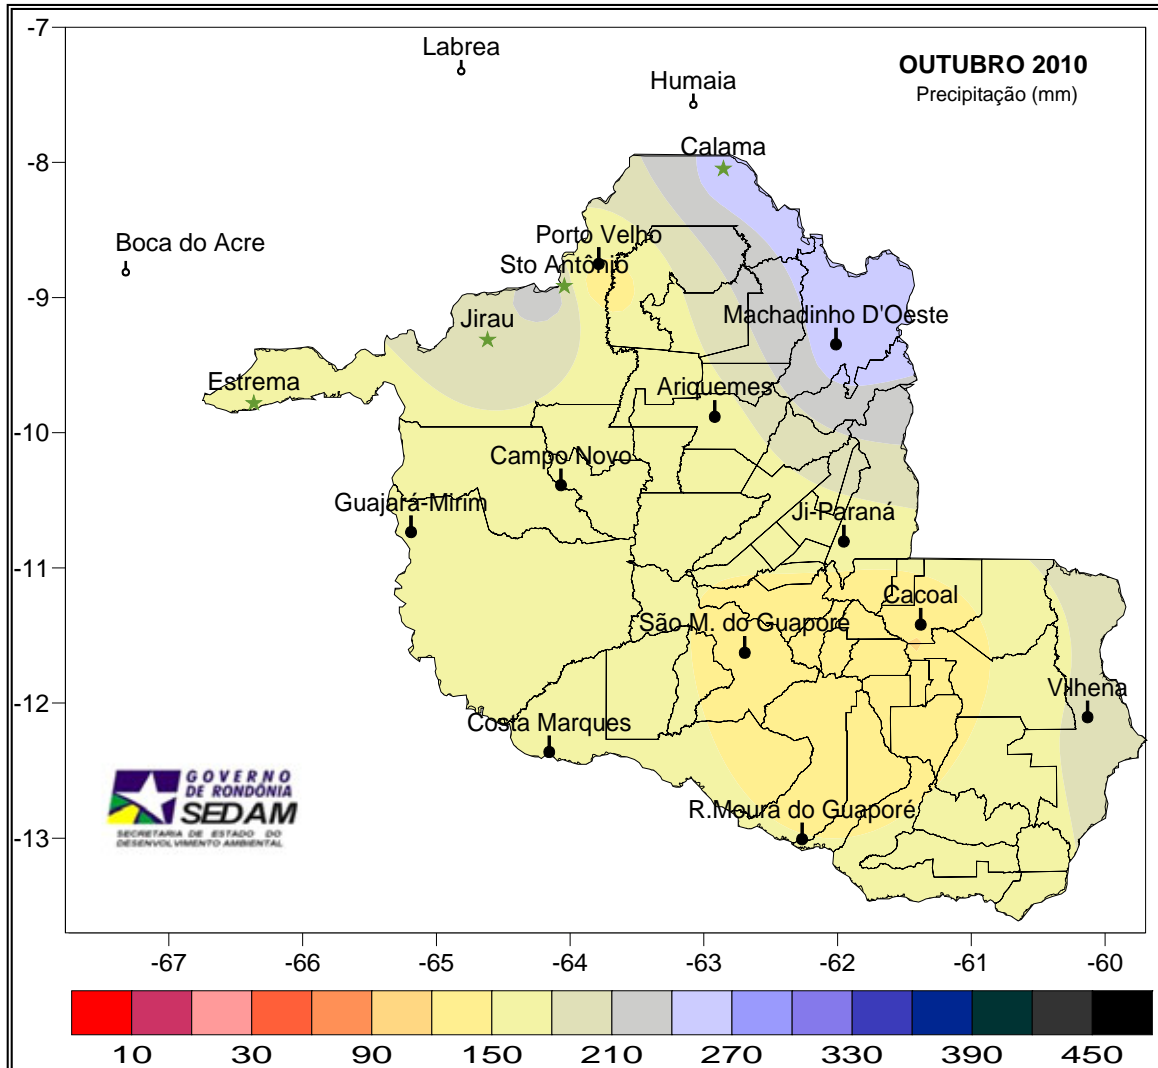 -7
Labrea
OUTUBRO 2010
Precipitação (mm)
Humaia
Calama
-8
Boca do Acre
Porto Velho
Sto Antônio
-9
Jirau
Machadinho D'Oeste
Estrema
Ariquemes
-10
Campo Novo
Guajará-Mirim
Ji-Paraná
-11
Cacoal
São M. do Guaporé
Vilhena
-12
Costa Marques
GOVERNO
DE RONDÔNIA
SEDAM
SECRETARIA DE ESTADO DO
DESENVOLVIMENTO AMBIENTAL
R.Moura do Guaporé
-13
-67 -66 -65 -64 -63 -62 -61 -60
10 30 90 150 210 270 330 390 450